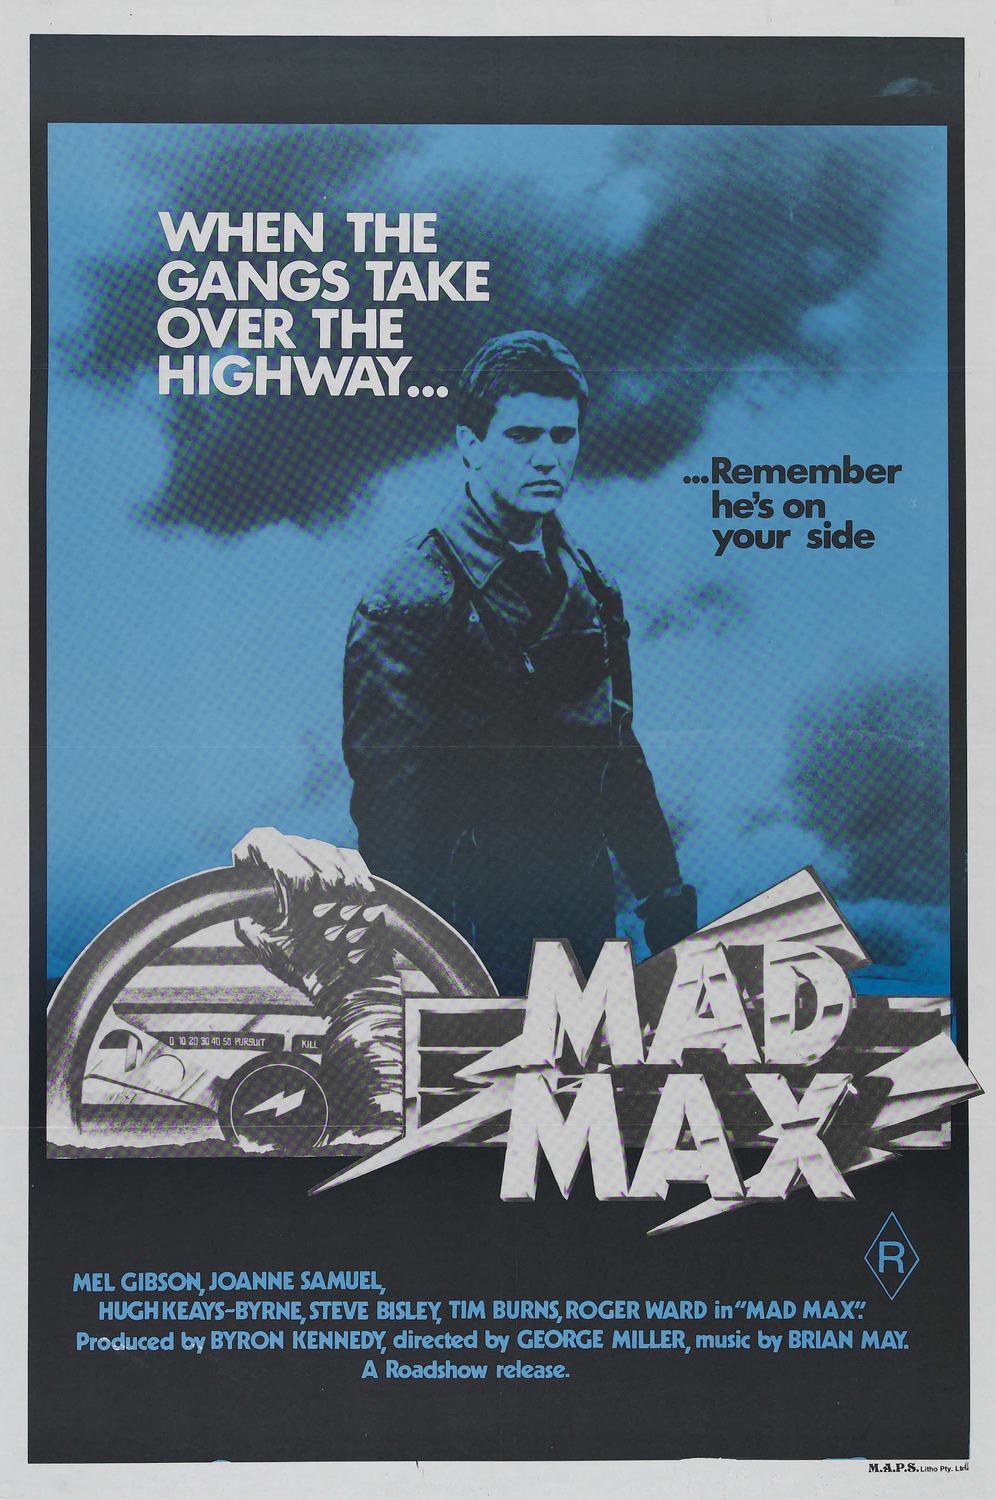 WHEN THE
GANGS TAKE
OVER THE
HIGHWAY...
...Remember
he's on
your side
0 10 20 30 40 50 PURSUIT KILL
MAD
MAX
R
MEL GIBSON, JOANNE SAMUEL,
HUGH KEAYS-BYRNE, STEVE BISLEY, TIM BURNS, ROGER WARD in "MAD MAX".
Produced by BYRON KENNEDY, directed by GEORGE MILLER, music by BRIAN MAY.
A Roadshow release.
M.A.P.S. Litho Pty. Ltd.